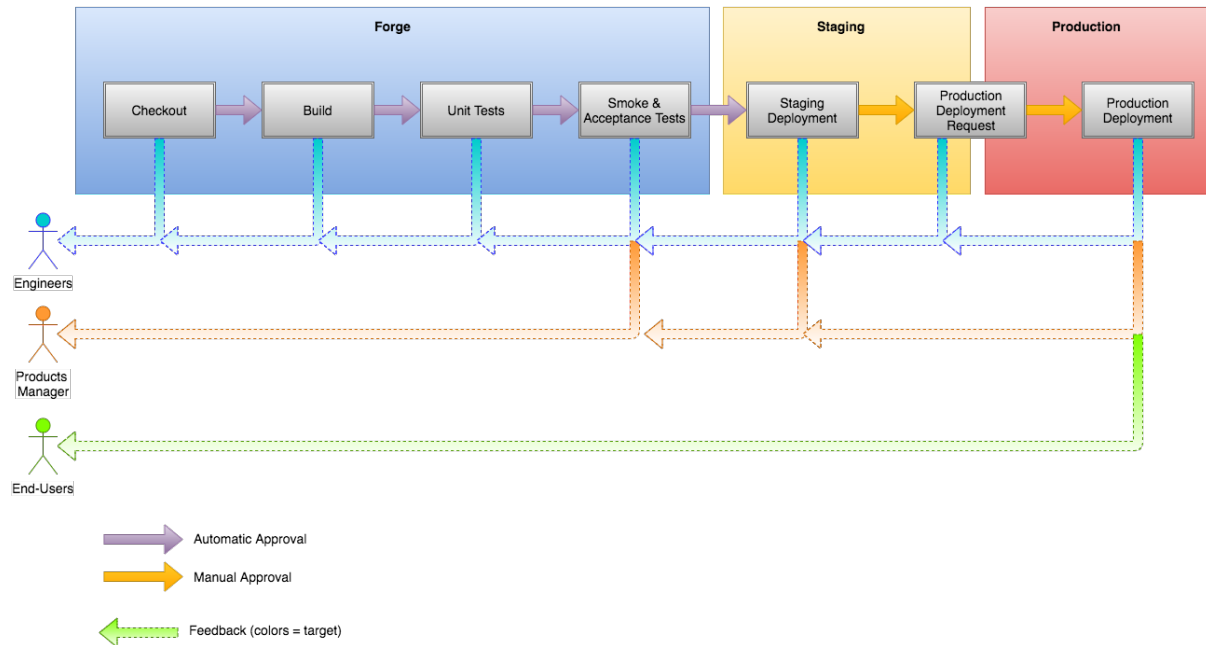 Forge
Staging
Production
Checkout
Build
Unit Tests
Smoke &
Acceptance Tests
Staging
Deployment
Production
Deployment
Request
Production
Deployment
Engineers
Products
Manager
End-Users
Automatic Approval
Manual Approval
Feedback (colors = target)